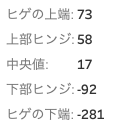 ヒゲの上端: 73
上部ヒンジ: 58
中央値: 17
下部ヒンジ: -92
ヒゲの下端: -281